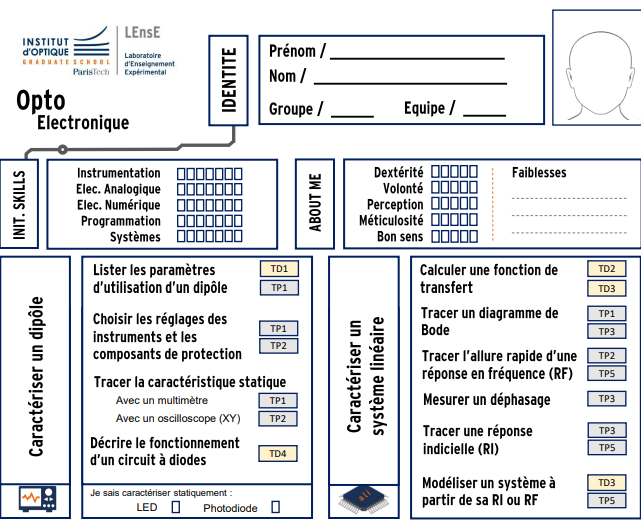 INSTITUT
d'OPTIQUE
GRADUATE SCHOOL
ParisTech
LEnsE
Laboratoire
d'Enseignement
Expérimental
Opto
Electronique
IDENTITE
Prénom /
Nom /
Groupe / Equipe /
INIT. SKILLS
Instrumentation
Elec. Analogique
Elec. Numérique
Programmation
Systèmes
ABOUT ME
Dextérité
Volonté
Perception
Méticulosité
Bon sens
Faiblesses
Caractériser un dipôle
Lister les paramètres TD1
d'utilisation d'un dipôle TP1
Choisir les réglages des
instruments et les TP1
composants de protection TP2
Tracer la caractéristique statique
Avec un multimètre TP1
Avec un oscilloscope (XY) TP2
Décrire le fonctionnement
d'un circuit à diodes TD4
Je sais caractériser statiquement :
LED Photodiode
Caractériser un
système linéaire
ali
Calculer une fonction de TD2
transfert TD3
Tracer un diagramme de TP1
Bode TP3
Tracer l'allure rapide d'une TP2
réponse en fréquence (RF) TP5
Mesurer un déphasage TP3
Tracer une réponse TP3
indicielle (RI) TP5
Modéliser un système à TD3
partir de sa RI ou RF TP5